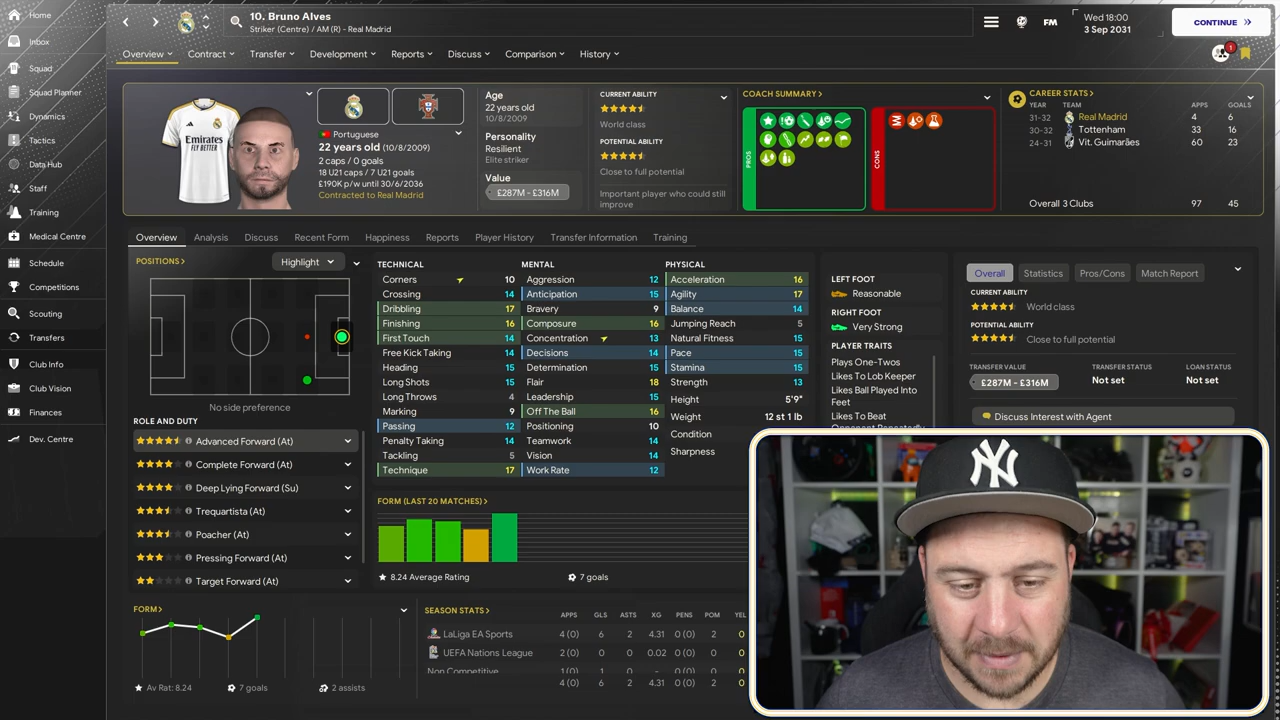 Home
Inbox
Squad
Squad Planner
Dynamics
Tactics
Data Hub
Staff
Training
Medical Centre
Schedule
Competitions
Scouting
Transfers
Club Info
Club Vision
Finances
Dev. Centre
10. Bruno Alves
Striker (Centre) / AM (R) - Real Madrid
FM
Wed 18:00
3 Sep 2031
CONTINUE
Overview
Contract
Transfer
Development
Reports
Discuss
History
1
Emirates
FLY BETTER
Portuguese
22 years old (10/8/2009)
2 caps / 0 goals
18 U21 caps / 7 U21 goals
£190K p/w until 30/6/2036
Contracted to Real Madrid
Age
22 years old
Personality
Resilient
Elite striker
Value
£287M - £316M
CURRENT ABILITY
World class
POTENTIAL ABILITY
Close to full potential
Important player who could still
improve
COACH SUMMARY >
PROS
CONS
CAREER STATS >
YEAR TEAM APPS GOALS
31-32 Real Madrid 4 6
30-32 Tottenham 33 16
24-31 Vit. Guimarães 60 23
Overall 3 Clubs 97 45
Overview
Analysis
Discuss
Recent Form
Happiness
Reports
Player History
Transfer Information
Training
POSITIONS >
Highlight
No side preference
ROLE AND DUTY
Advanced Forward (At)
Complete Forward (At)
Deep Lying Forward (Su)
Trequartista (At)
Poacher (At)
Pressing Forward (At)
Target Forward (At)
TECHNICAL
Corners 10
Crossing 14
Dribbling 17
Finishing 16
First Touch 14
Free Kick Taking 14
Heading 15
Long Shots 15
Long Throws 4
Marking 9
Passing 12
Penalty Taking 14
Tackling 5
Technique 17
MENTAL
Aggression 12
Anticipation 15
Bravery 9
Composure 16
Concentration 13
Decisions 14
Determination 15
Flair 18
Leadership 15
Off The Ball 16
Positioning 10
Teamwork 14
Vision 14
Work Rate 12
PHYSICAL
Acceleration 16
Agility 17
Balance 14
Jumping Reach 5
Natural Fitness 15
Pace 15
Stamina 15
Strength 13
Height 5'9"
Weight 12 st 1 lb
Condition
Sharpness
LEFT FOOT
Reasonable
RIGHT FOOT
Very Strong
PLAYER TRAITS
Plays One-Twos
Likes To Lob Keeper
Likes Ball Played Into
Feet
Likes To Beat
Opponent Repeatedly
Overall
Statistics
Pros/Cons
Match Report
CURRENT ABILITY
World class
POTENTIAL ABILITY
Close to full potential
TRANSFER VALUE
£287M - £316M
TRANSFER STATUS
Not set
LOAN STATUS
Not set
Discuss Interest with Agent
FORM (LAST 20 MATCHES) >
8.24 Average Rating
7 goals
FORM >
Av Rat: 8.24
7 goals
2 assists
SEASON STATS > APPS GLS ASTS XG PENS POM YEL
LaLiga EA Sports 4 (0) 6 2 4.31 0 (0) 2 0
UEFA Nations League 2 (0) 0 0 0.02 0 (0) 0 0
Non Competitive
4 (0) 6 2 4.31 0 (0) 2 0